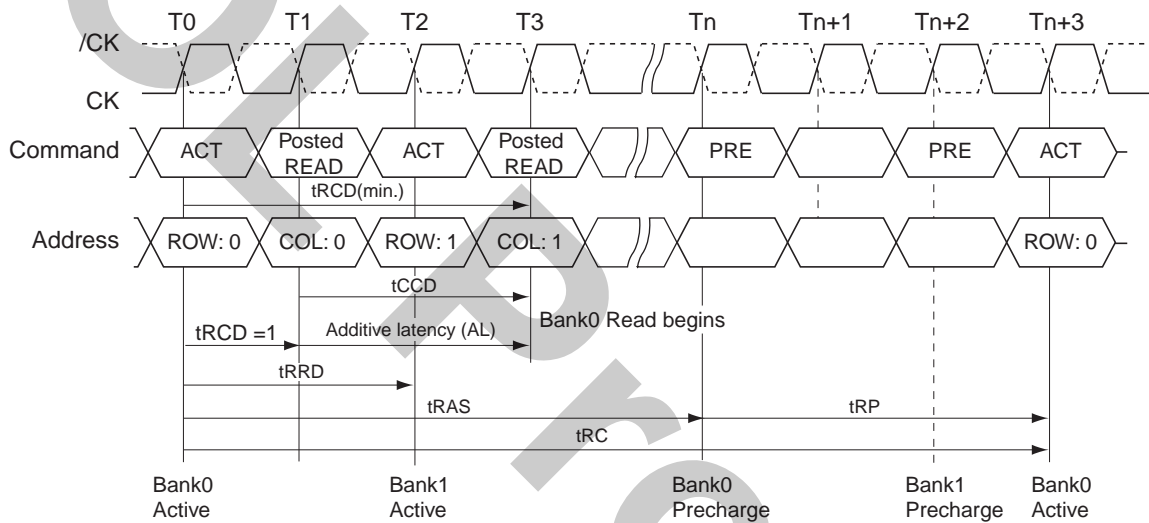 T0 T1 T2 T3 Tn Tn+1 Tn+2 Tn+3
/CK
CK
Command ACT Posted READ ACT Posted READ PRE PRE ACT
tRCD(min.)
Address ROW: 0 COL: 0 ROW: 1 COL: 1 ROW: 0
tCCD
Bank0 Read begins
tRCD =1 Additive latency (AL)
tRRD
tRAS tRP
tRC
Bank0 Active Bank1 Active Bank0 Precharge Bank1 Precharge Bank0 Active